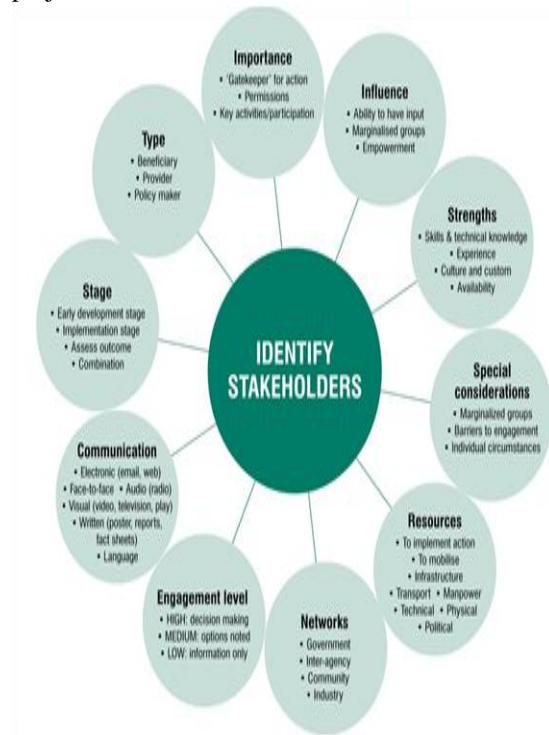 Importance
• 'Gatekeeper' for action
• Permissions
• Key activities/participation
Influence
• Ability to have input
• Marginalised groups
• Empowerment
Type
• Beneficiary
• Provider
• Policy maker
Strengths
• Skills & technical knowledge
• Experience
• Culture and custom
• Availability
Stage
• Early development stage
• Implementation stage
• Assess outcome
• Combination
IDENTIFY
STAKEHOLDERS
Special
considerations
• Marginalized groups
• Barriers to engagement
• Individual circumstances
Communication
• Electronic (email, web)
• Face-to-face • Audio (radio)
• Visual (video, television, play)
• Written (poster, reports,
fact sheets)
• Language
Resources
• To implement action
• To mobilise
• Infrastructure
• Transport • Manpower
• Technical • Physical
• Political
Engagement level
• HIGH: decision making
• MEDIUM: options noted
• LOW: information only
Networks
• Government
• Inter-agency
• Community
• Industry